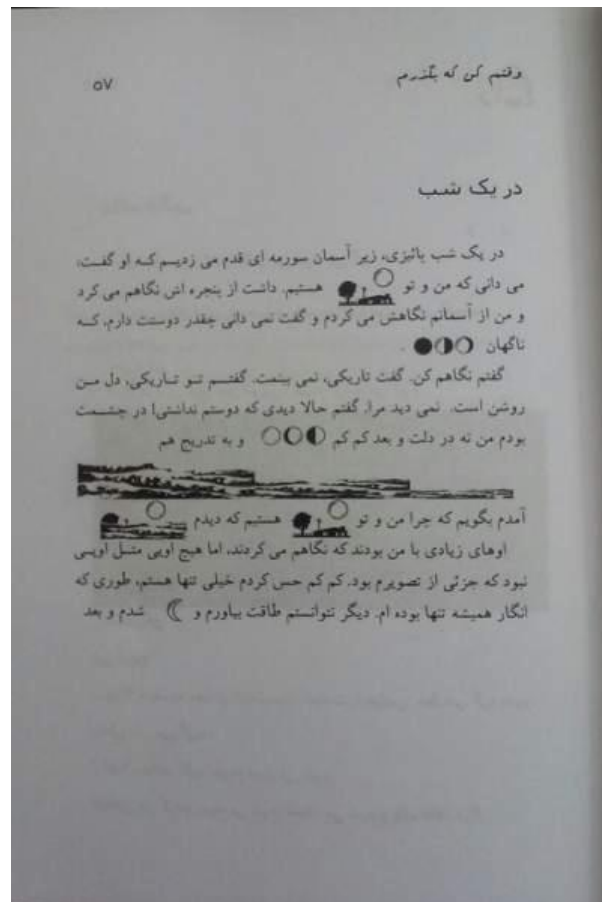 وقتم کن که بگذرم
۵۷
در یک شب
در یک شب پائیزی، زیر آسمان سورمه ای قدم می زدیم که او گفت:
می دانی که من و تو هستیم. داشت از پنجره اش نگاهم می کرد
و من از آسمانم نگاهش می کردم و گفت نمی دانی چقدر دوستت دارم، که
ناگهان .
گفتم نگاهم کن. گفت تاریکی، نمی بینمت. گفتم تو تاریکی، دل من
روشن است. نمی دید مرا. گفتم حالا دیدی که دوستم نداشتی! در چشمت
بودم من نه در دلت و بعد کم کم و به تدریج هم
آمدم بگویم که چرا من و تو هستیم که دیدم
اوهای زیادی با من بودند که نگاهم می کردند، اما هیچ اویی مثل اویی
نبود که جزئی از تصویرم بود. کم کم حس کردم خیلی تنها هستم، طوری که
انگار همیشه تنها بوده ام. دیگر نتوانستم طاقت بیاورم و شدم و بعد